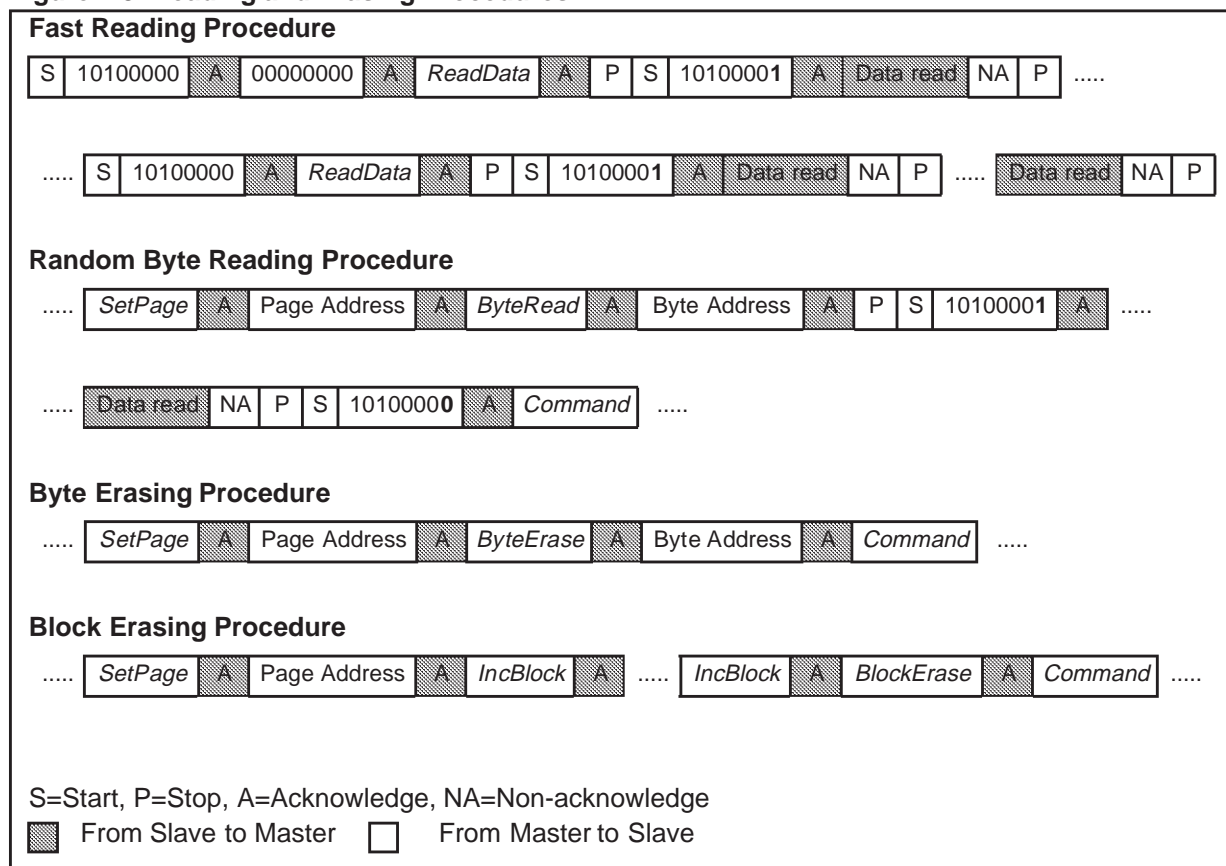 Fast Reading Procedure
S 10100000 A 00000000 A ReadData A P S 10100001 A Data read NA P .....
..... S 10100000 A ReadData A P S 10100001 A Data read NA P ..... Data read NA P
Random Byte Reading Procedure
..... SetPage A Page Address A ByteRead A Byte Address A P S 10100001 A .....
..... Data read NA P S 10100000 A Command .....
Byte Erasing Procedure
..... SetPage A Page Address A ByteErase A Byte Address A Command .....
Block Erasing Procedure
..... SetPage A Page Address A IncBlock A ..... IncBlock A BlockErase A Command .....
S=Start, P=Stop, A=Acknowledge, NA=Non-acknowledge
From Slave to Master From Master to Slave